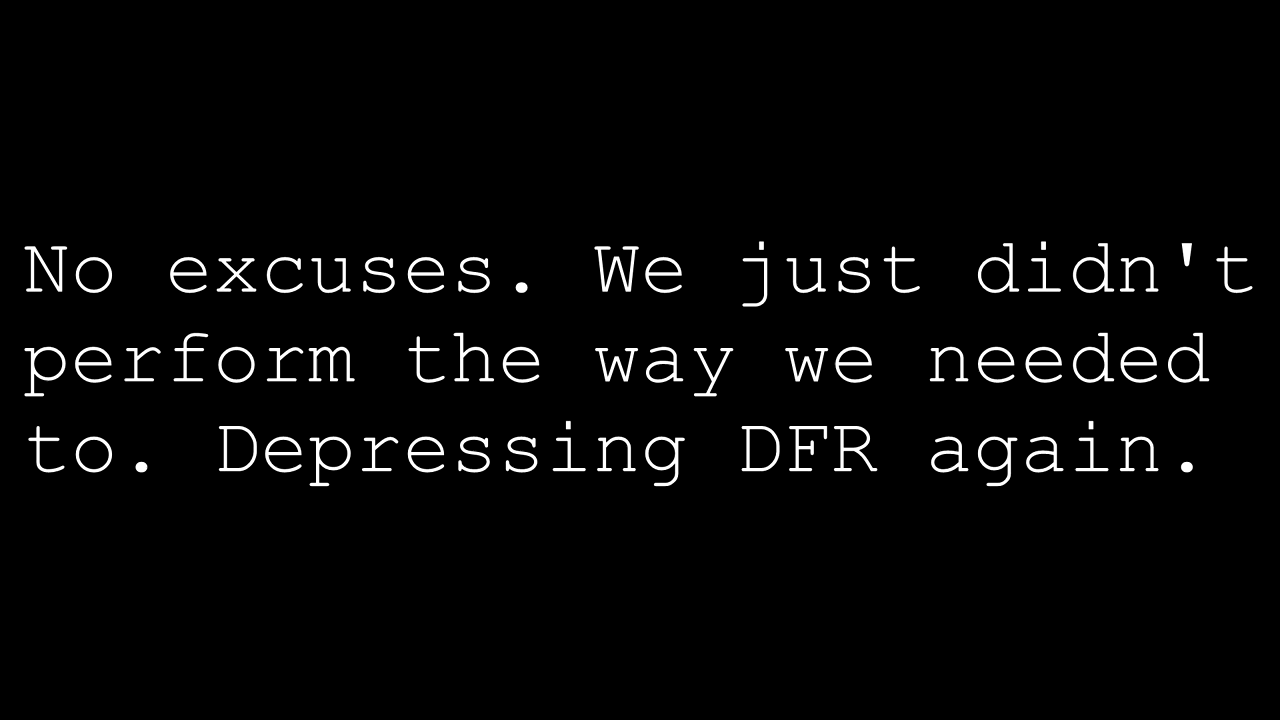 No excuses. We just didn't
perform the way we needed
to. Depressing DFR again.